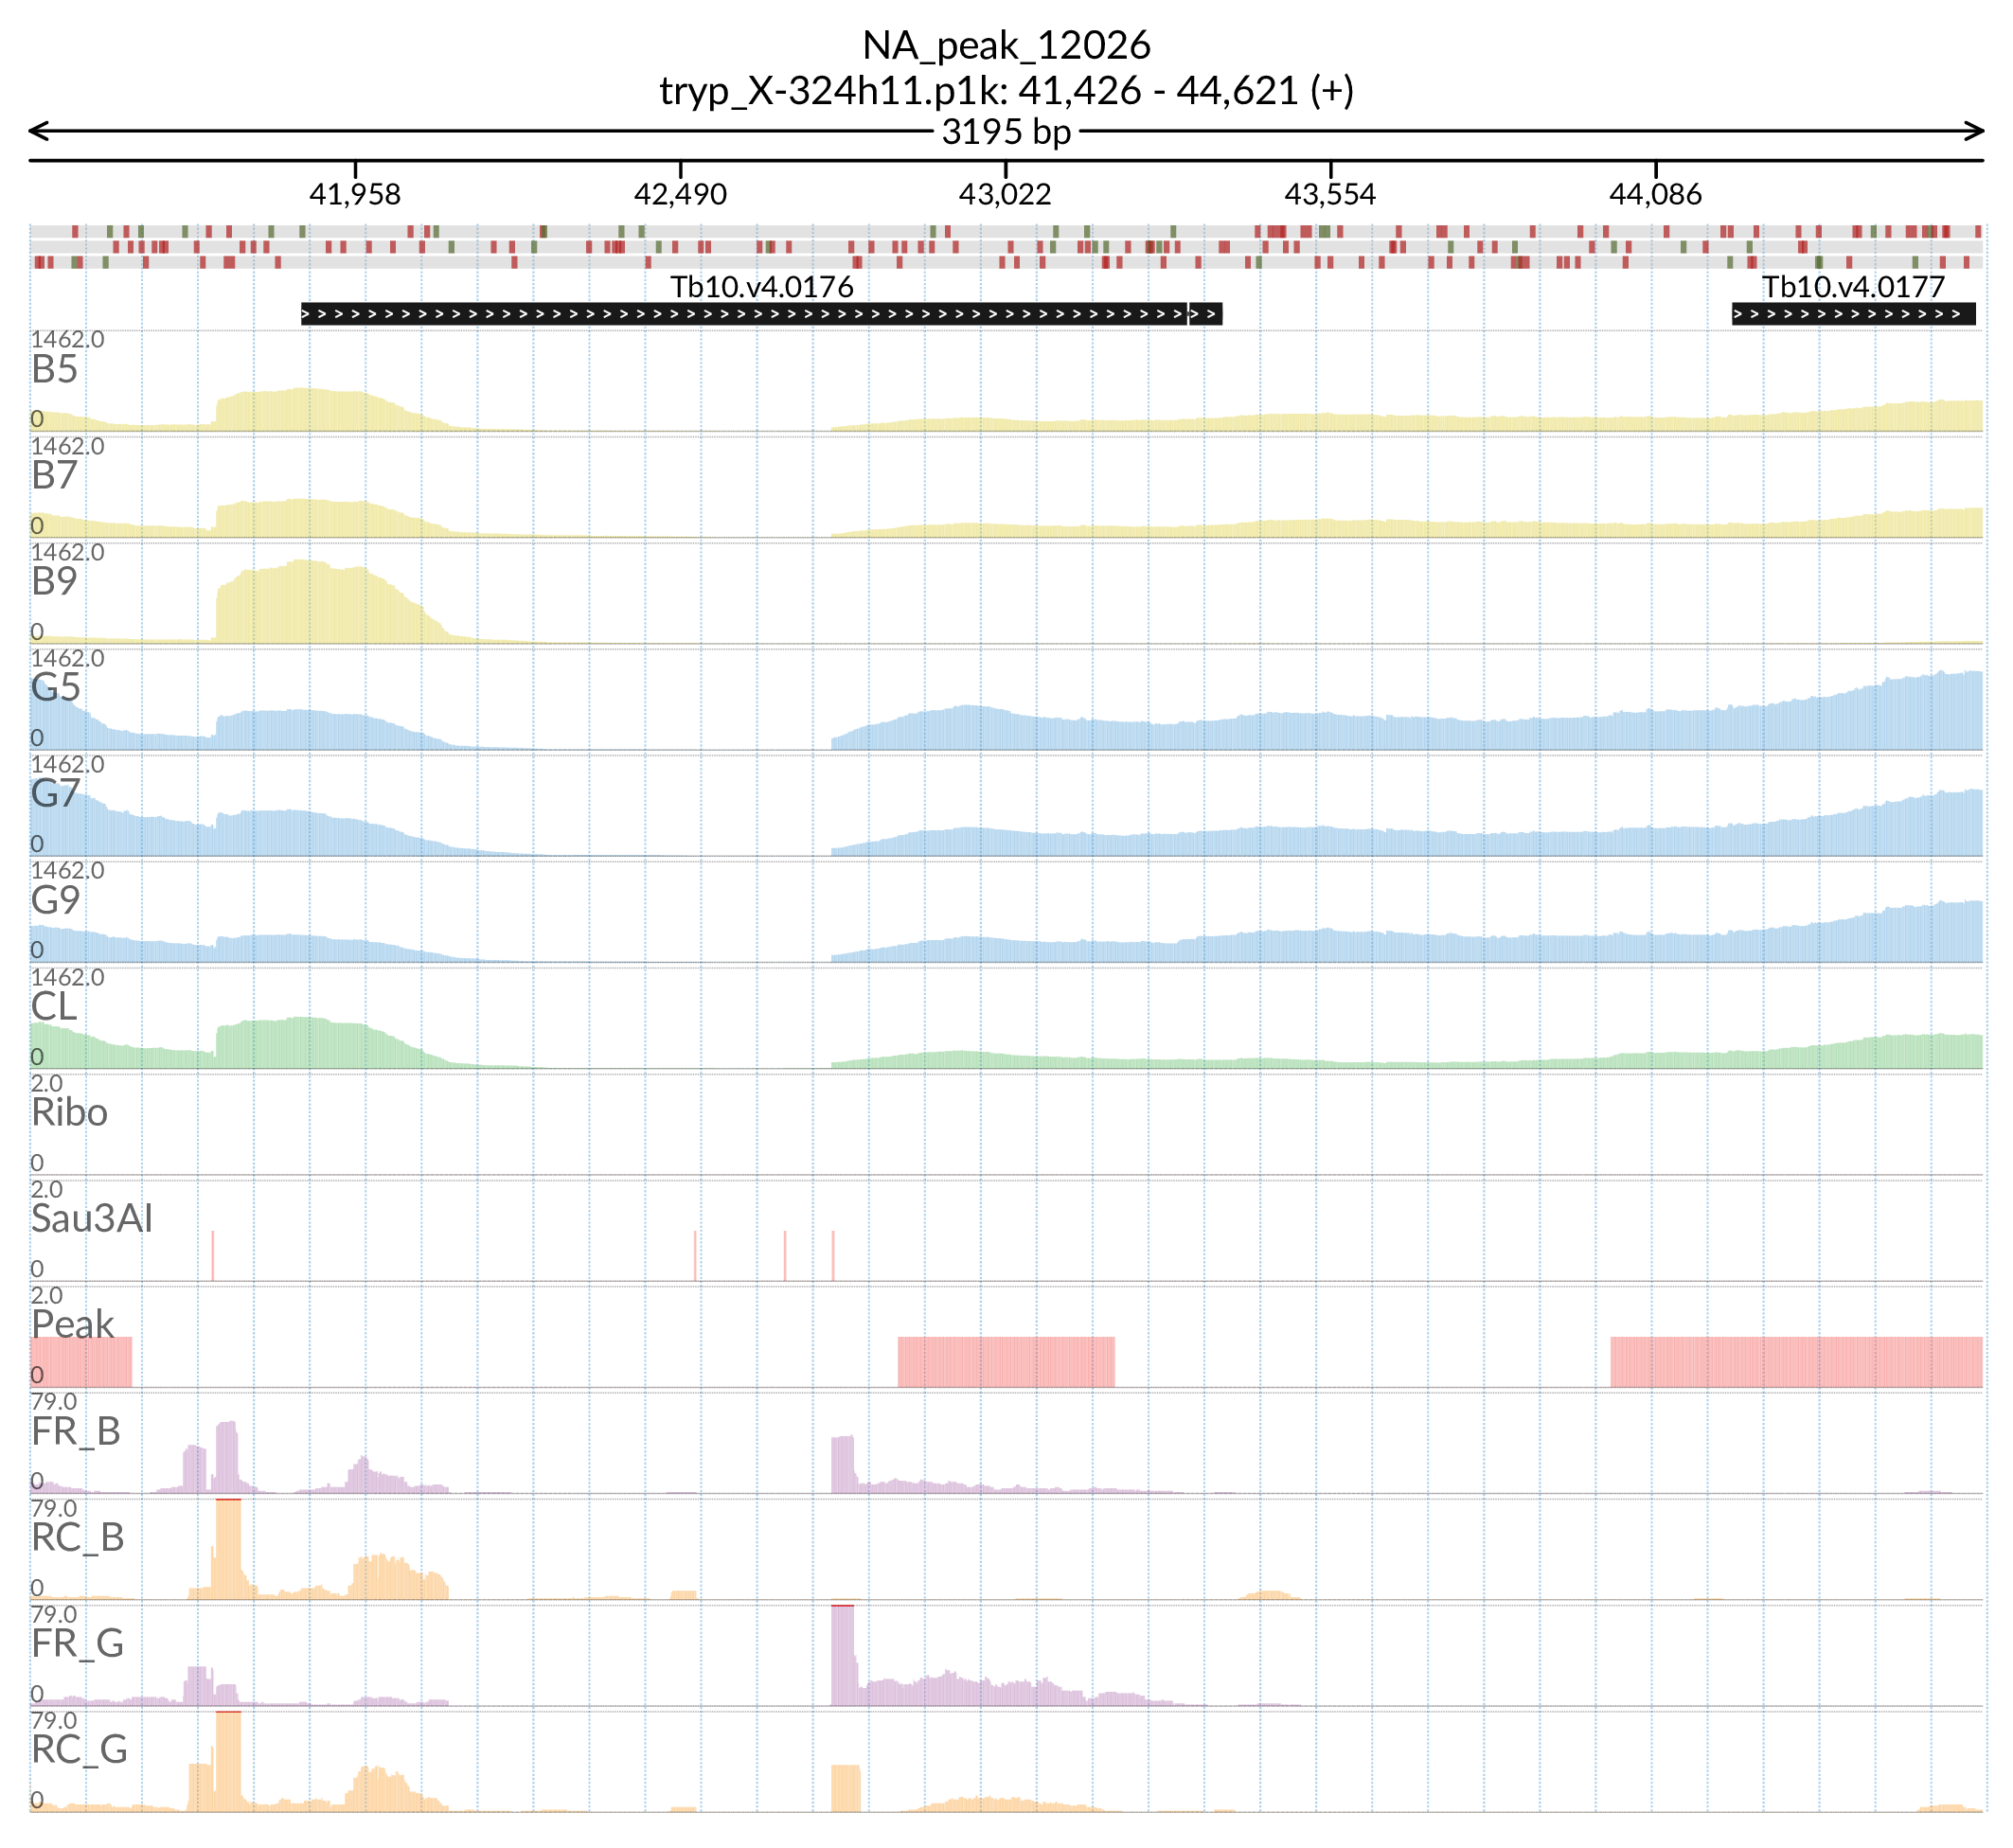 NA_peak_12026
tryp_X-324h11.p1k: 41,426 - 44,621 (+)
3195 bp
41,958 42,490 43,022 43,554 44,086
Tb10.v4.0176 Tb10.v4.0177
1462.0
B5
0
1462.0
B7
0
1462.0
B9
0
1462.0
G5
0
1462.0
G7
0
1462.0
G9
0
1462.0
CL
0
2.0
Ribo
0
2.0
Sau3AI
0
2.0
Peak
0
79.0
FR_B
0
79.0
RC_B
0
79.0
FR_G
0
79.0
RC_G
0